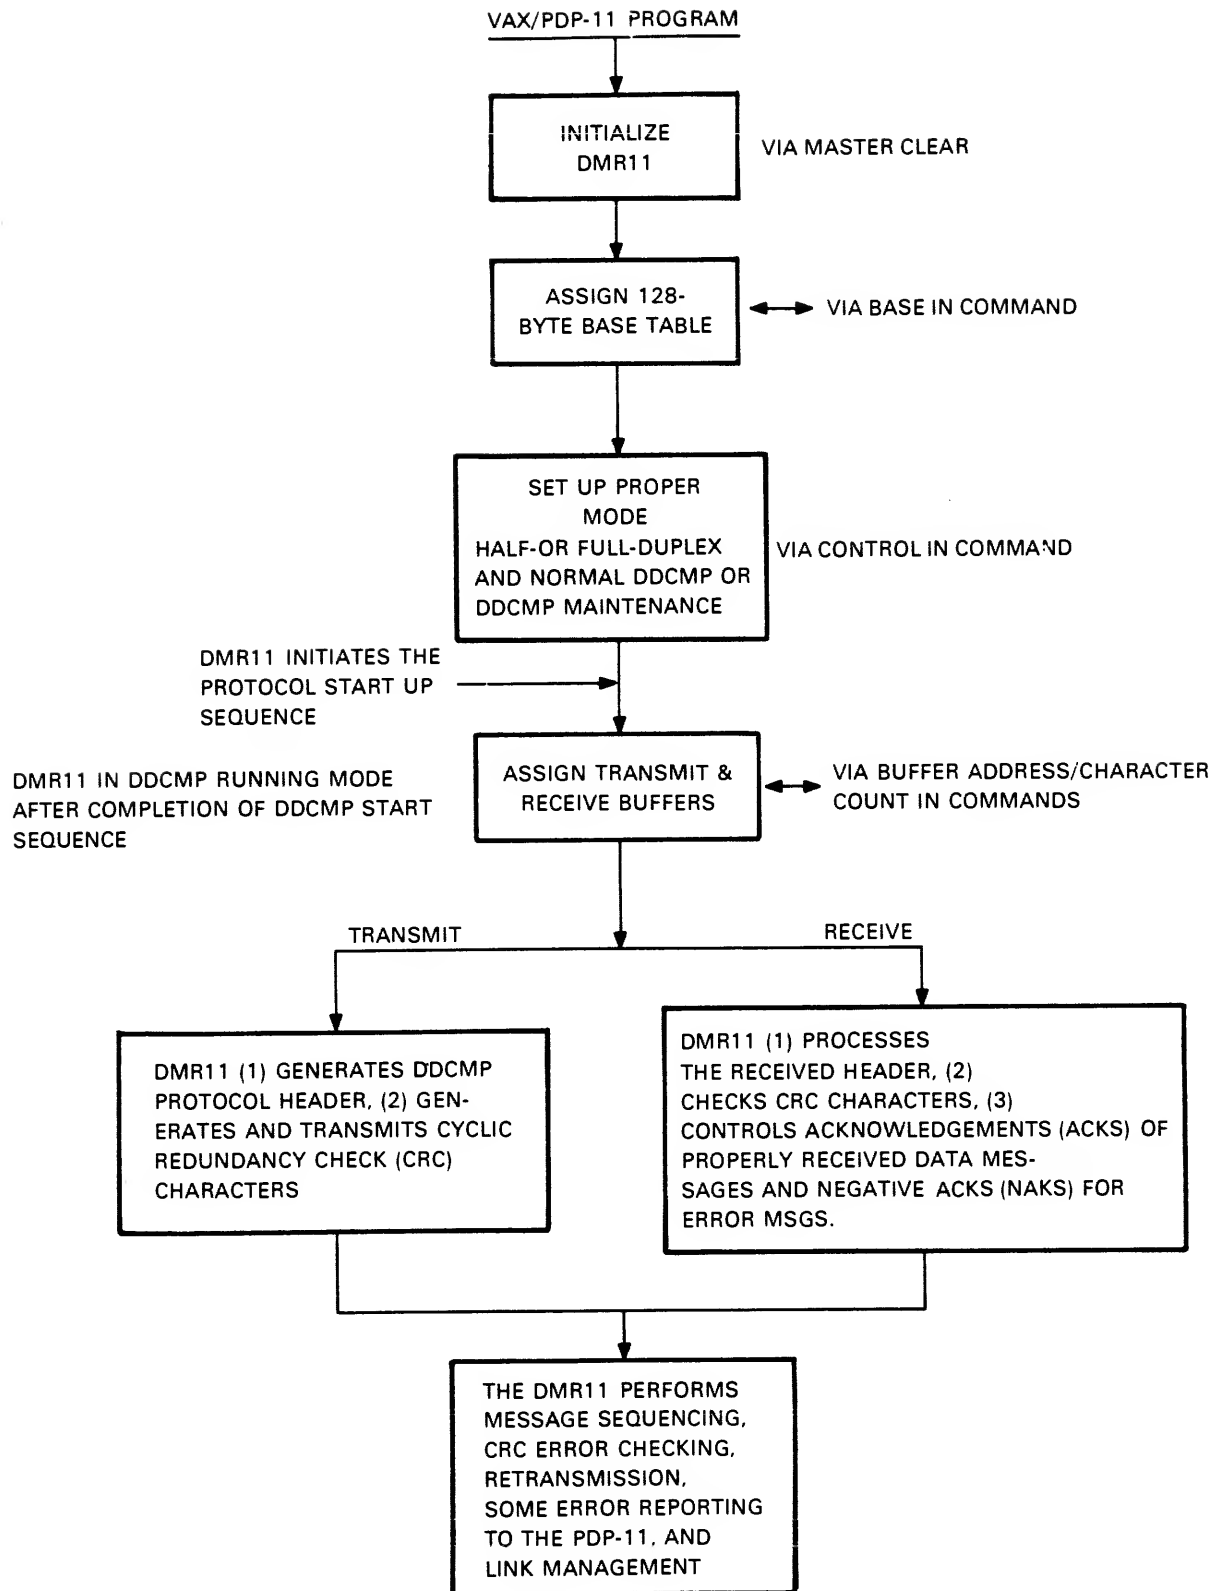 VAX/PDP-11 PROGRAM
INITIALIZE
DMR11
VIA MASTER CLEAR
ASSIGN 128-
BYTE BASE TABLE
VIA BASE IN COMMAND
SET UP PROPER
MODE
HALF-OR FULL-DUPLEX
AND NORMAL DDCMP OR
DDCMP MAINTENANCE
VIA CONTROL IN COMMAND
DMR11 INITIATES THE
PROTOCOL START UP
SEQUENCE
DMR11 IN DDCMP RUNNING MODE
AFTER COMPLETION OF DDCMP START
SEQUENCE
ASSIGN TRANSMIT &
RECEIVE BUFFERS
VIA BUFFER ADDRESS/CHARACTER
COUNT IN COMMANDS
TRANSMIT
RECEIVE
DMR11 (1) GENERATES DDCMP
PROTOCOL HEADER, (2) GEN-
ERATES AND TRANSMITS CYCLIC
REDUNDANCY CHECK (CRC)
CHARACTERS
DMR11 (1) PROCESSES
THE RECEIVED HEADER, (2)
CHECKS CRC CHARACTERS, (3)
CONTROLS ACKNOWLEDGEMENTS (ACKS) OF
PROPERLY RECEIVED DATA MES-
SAGES AND NEGATIVE ACKS (NAKS) FOR
ERROR MSGS.
THE DMR11 PERFORMS
MESSAGE SEQUENCING,
CRC ERROR CHECKING,
RETRANSMISSION,
SOME ERROR REPORTING
TO THE PDP-11, AND
LINK MANAGEMENT